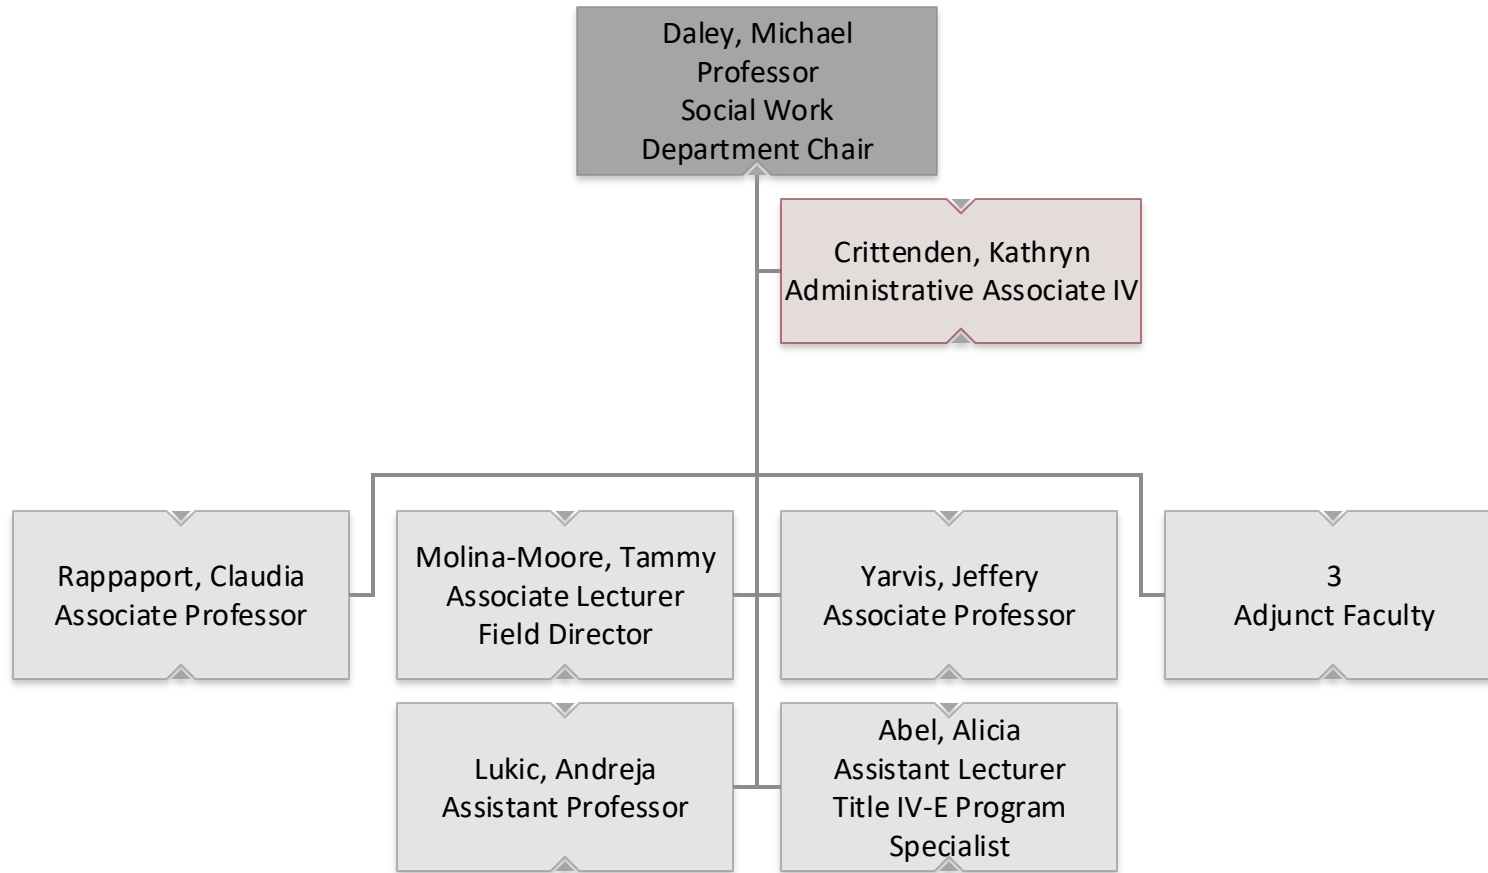 Daley, Michael
Professor
Social Work
Department Chair
Crittenden, Kathryn
Administrative Associate IV
Rappaport, Claudia
Associate Professor
Molina-Moore, Tammy
Associate Lecturer
Field Director
Yarvis, Jeffery
Associate Professor
3
Adjunct Faculty
Lukic, Andreja
Assistant Professor
Abel, Alicia
Assistant Lecturer
Title IV-E Program
Specialist